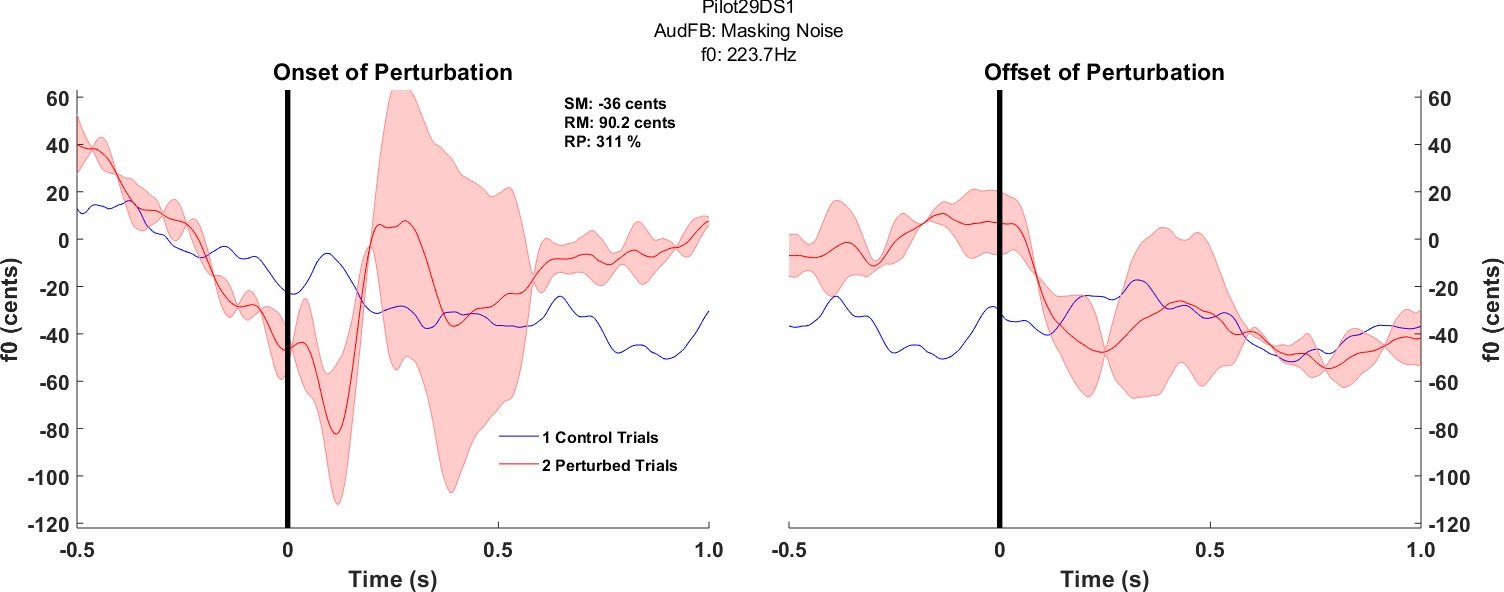 Pilot29DS1
AudFB: Masking Noise
f0: 223.7Hz
Onset of Perturbation
SM: -36 cents
RM: 90.2 cents
RP: 311 %
1 Control Trials
2 Perturbed Trials
f0 (cents)
60
40
20
0
-20
-40
-60
-80
-100
-120
-0.5
0
0.5
1.0
Time (s)
Offset of Perturbation
60
40
20
0
-20
-40
-60
-80
-100
-120
f0 (cents)
-0.5
0
0.5
1.0
Time (s)